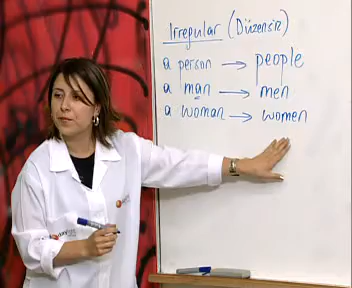 Irregular (Düzensiz)
a person → people
a man → men
a woman → women